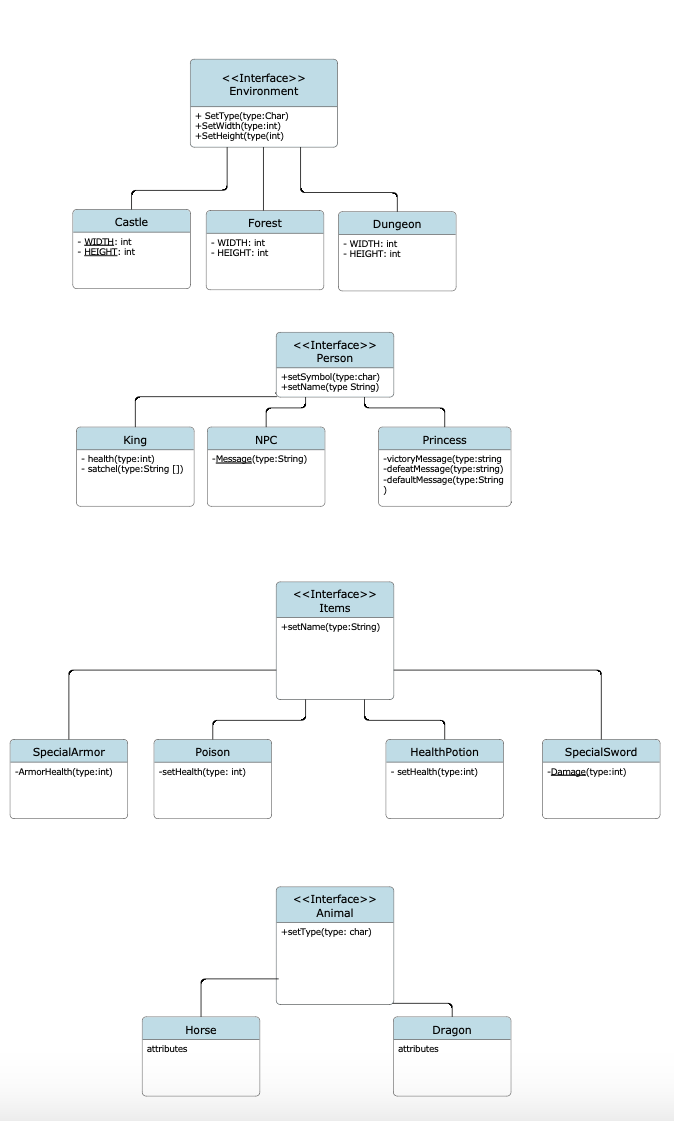 <<Interface>>
Environment
+ SetType(type:Char)
+SetWidth(type:int)
+SetHeight(type(int)
Castle
- WIDTH: int
- HEIGHT: int
Forest
- WIDTH: int
- HEIGHT: int
Dungeon
- WIDTH: int
- HEIGHT: int
<<Interface>>
Person
+setSymbol(type:char)
+setName(type String)
King
- health(type:int)
- satchel(type:String [])
NPC
-Message(type:String)
Princess
-victoryMessage(type:string
-defeatMessage(type:string)
-defaultMessage(type:String
)
<<Interface>>
Items
+setName(type:String)
SpecialArmor
-ArmorHealth(type:int)
Poison
-setHealth(type: int)
HealthPotion
- setHealth(type:int)
SpecialSword
-Damage(type:int)
<<Interface>>
Animal
+setType(type: char)
Horse
attributes
Dragon
attributes